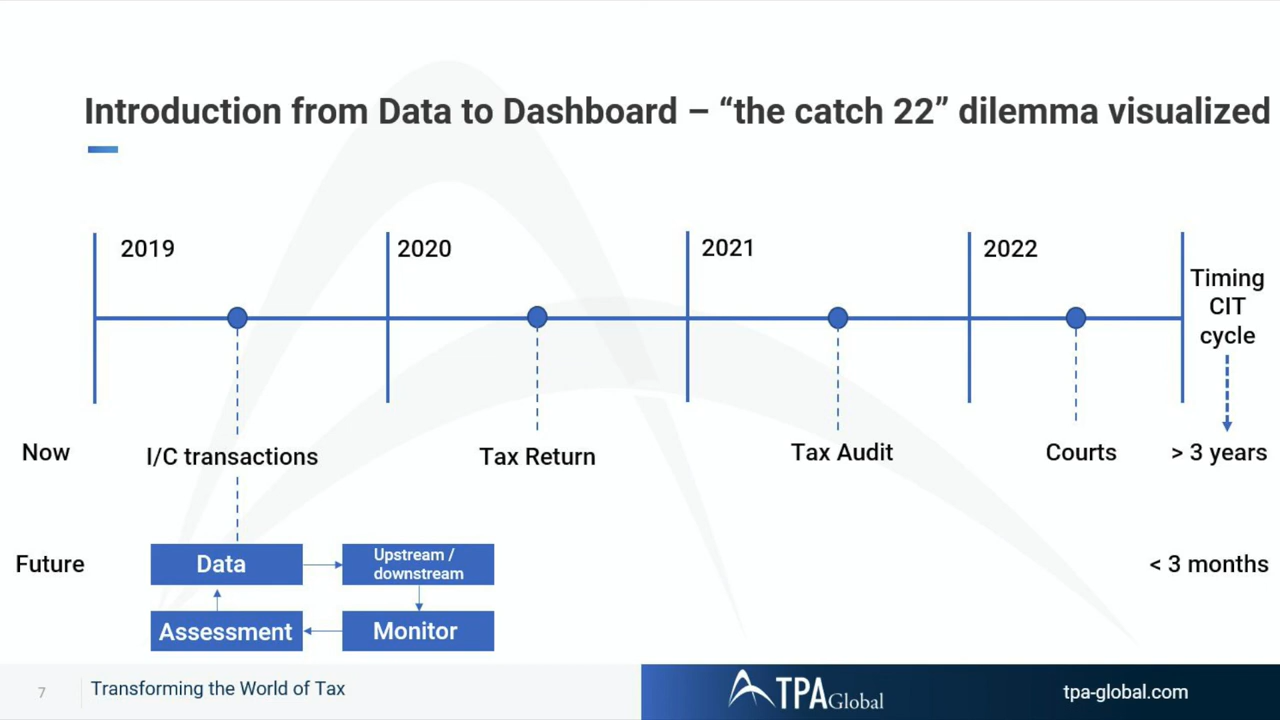 Introduction from Data to Dashboard – “the catch 22” dilemma visualized
2019
2020
2021
2022
Timing
CIT
cycle
Now
I/C transactions
Tax Return
Tax Audit
Courts
> 3 years
Future
Data
Upstream /
downstream
< 3 months
Assessment
Monitor
7
Transforming the World of Tax
TPA Global
tpa-global.com